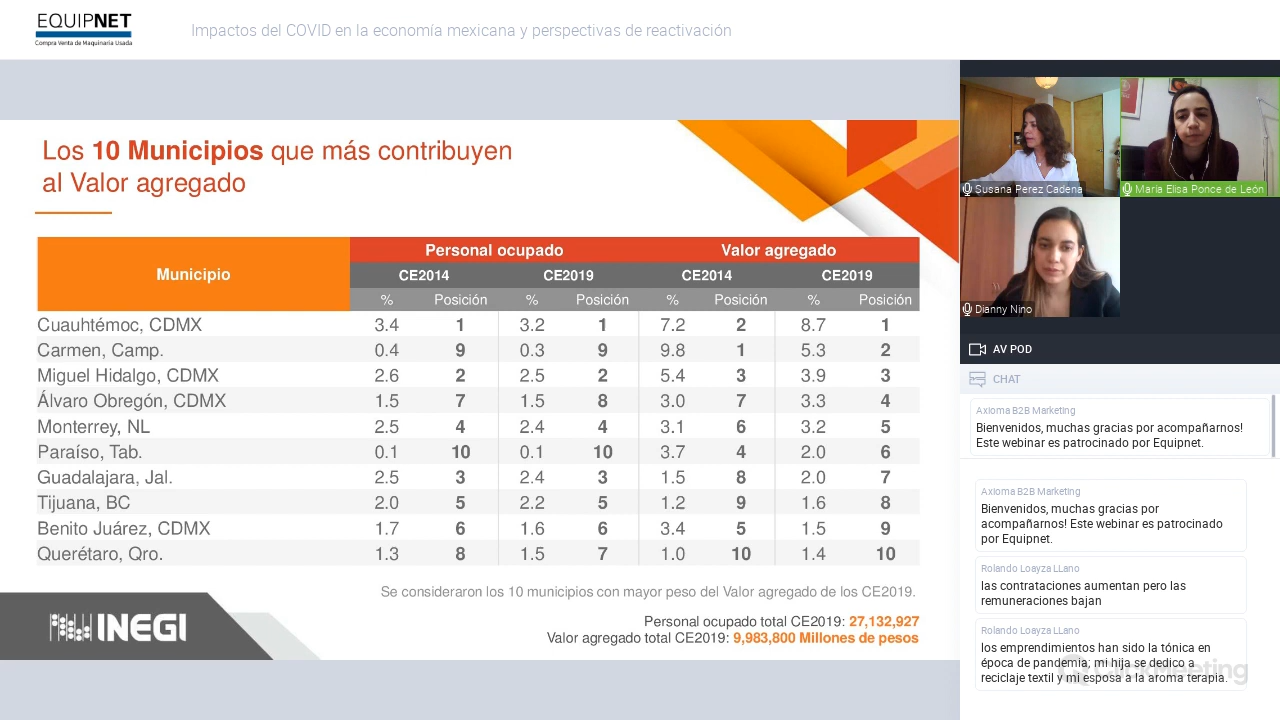 EQUIPNET
Compra Venta de Maquinaria Usada
Impactos del COVID en la economía mexicana y perspectivas de reactivación
Los 10 Municipios que más contribuyen
al Valor agregado
Municipio Personal ocupado Valor agregado
CE2014 CE2019 CE2014 CE2019
% Posición % Posición % Posición % Posición
Cuauhtémoc, CDMX 3.4 1 3.2 1 7.2 2 8.7 1
Carmen, Camp. 0.4 9 0.3 9 9.8 1 5.3 2
Miguel Hidalgo, CDMX 2.6 2 2.5 2 5.4 3 3.9 3
Álvaro Obregón, CDMX 1.5 7 1.5 8 3.0 7 3.3 4
Monterrey, NL 2.5 4 2.4 4 3.1 6 3.2 5
Paraíso, Tab. 0.1 10 0.1 10 3.7 4 2.0 6
Guadalajara, Jal. 2.5 3 2.4 3 1.5 8 2.0 7
Tijuana, BC 2.0 5 2.2 5 1.2 9 1.6 8
Benito Juárez, CDMX 1.7 6 1.6 6 3.4 5 1.5 9
Querétaro, Qro. 1.3 8 1.5 7 1.0 10 1.4 10
Se consideraron los 10 municipios con mayor peso del Valor agregado de los CE2019.
Personal ocupado total CE2019: 27,132,927
Valor agregado total CE2019: 9,983,800 Millones de pesos
INEGI
Susana Perez Cadena
Maria Elisa Ponce de León
Dianny Nino
AV POD
CHAT
Axioma B2B Marketing
Bienvenidos, muchas gracias por acompañarnos!
Este webinar es patrocinado por Equipnet.
Axioma B2B Marketing
Bienvenidos, muchas gracias por
acompañarnos! Este webinar es patrocinado
por Equipnet.
Rolando Loayza LLano
las contrataciones aumentan pero las
remuneraciones bajan
Rolando Loayza LLano
los emprendimientos han sido la tónica en
época de pandemia; mi hija se dedico a
reciclaje textil y mi esposa a la aroma terapia.
ClickMeeting